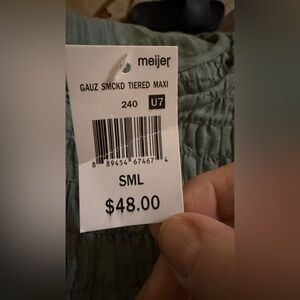 meijer
GAUZ SMCKD TIERED MAXI
240 U7
8 89454 67467 4
SML
$48.00